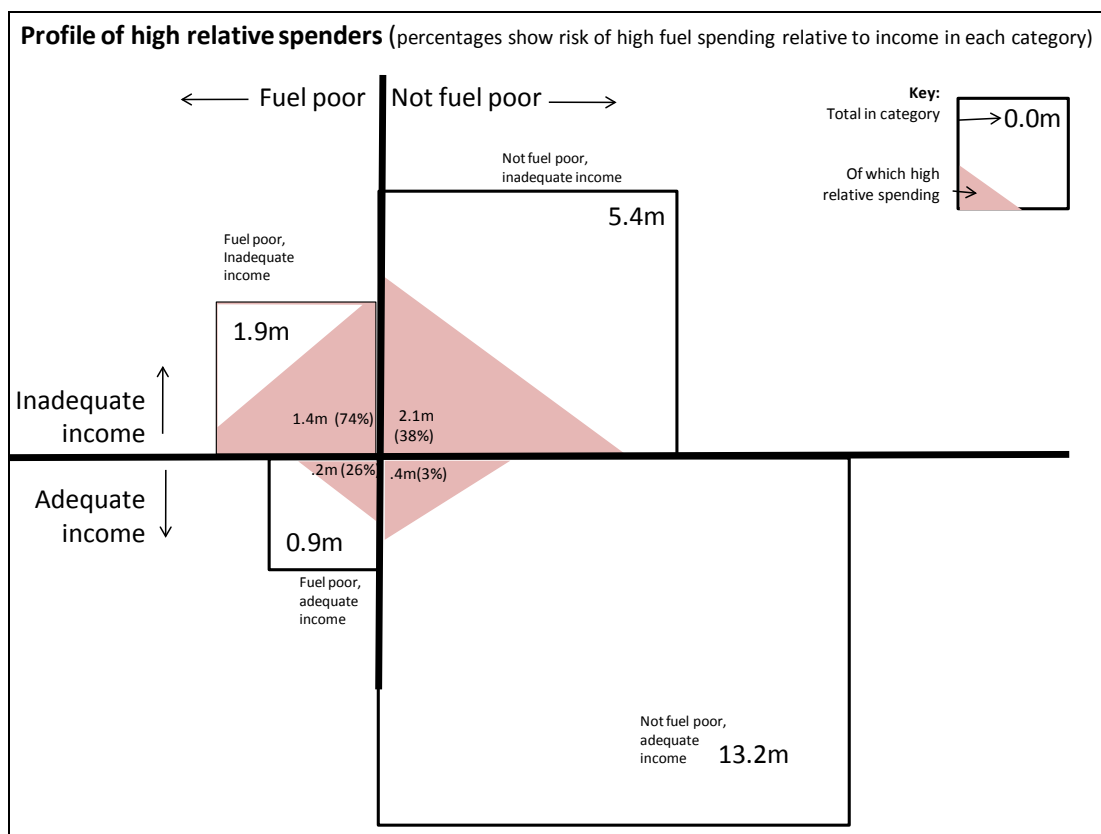 Profile of high relative spenders (percentages show risk of high fuel spending relative to income in each category)
Fuel poor
Not fuel poor
Key:
Total in category
0.0m
Of which high
relative spending
Not fuel poor,
inadequate income
5.4m
Fuel poor,
Inadequate
income
1.9m
1.4m (74%)
2.1m
(38%)
Inadequate
income
Adequate
income
.2m (26%)
.4m(3%)
0.9m
Fuel poor,
adequate
income
Not fuel poor,
adequate
income
13.2m